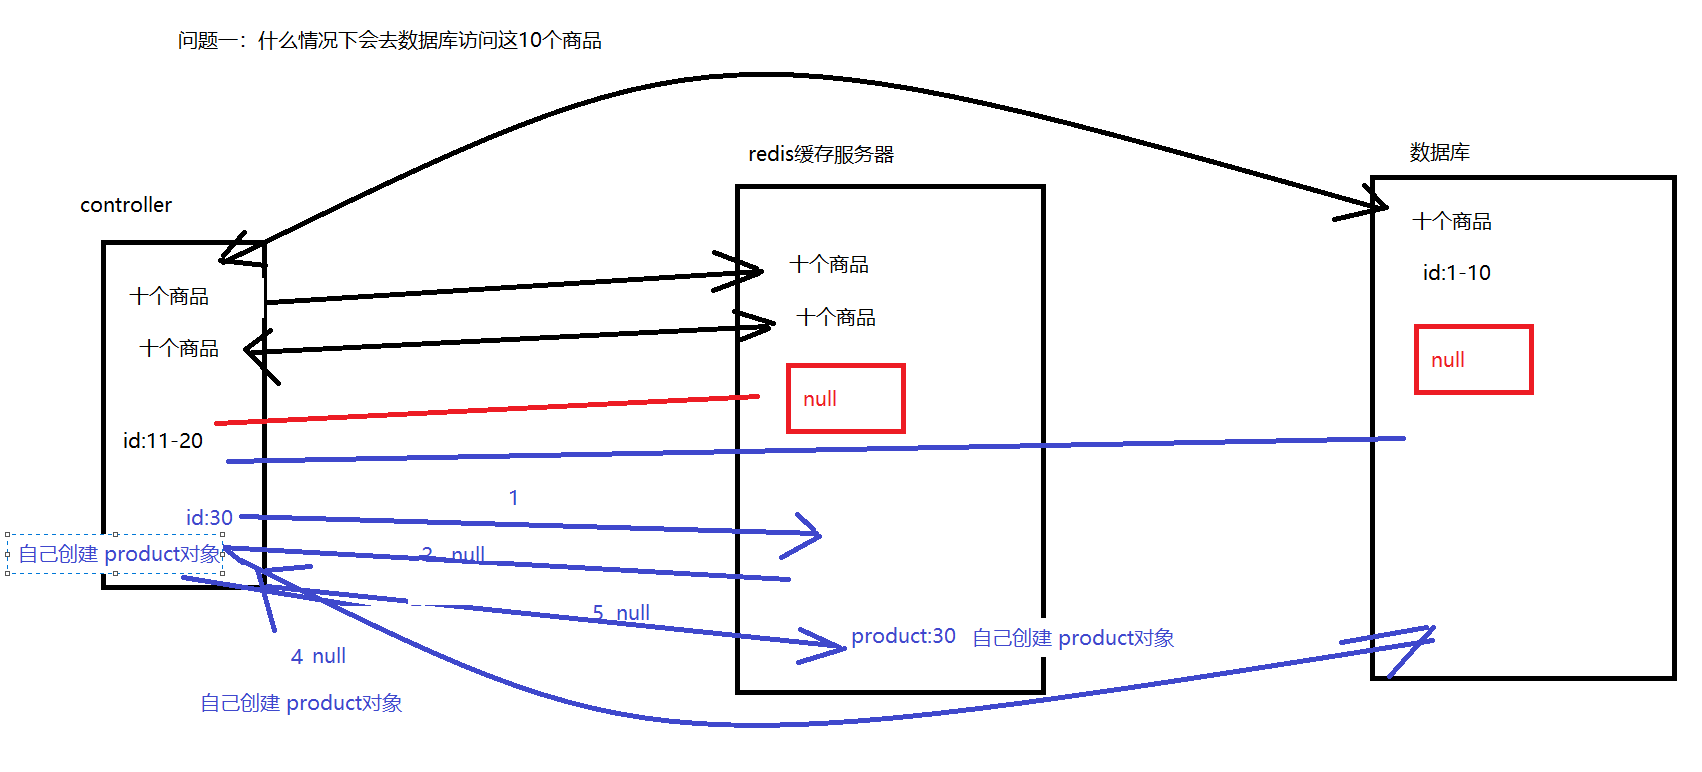 问题一：什么情况下会去数据库访问这10个商品
redis缓存服务器
数据库
controller
十个商品
id:1-10
十个商品
十个商品
十个商品
十个商品
null
null
id:11-20
1
id:30
自己创建 product对象
2 null
5 null
product:30 自己创建 product对象
4 null
自己创建 product对象